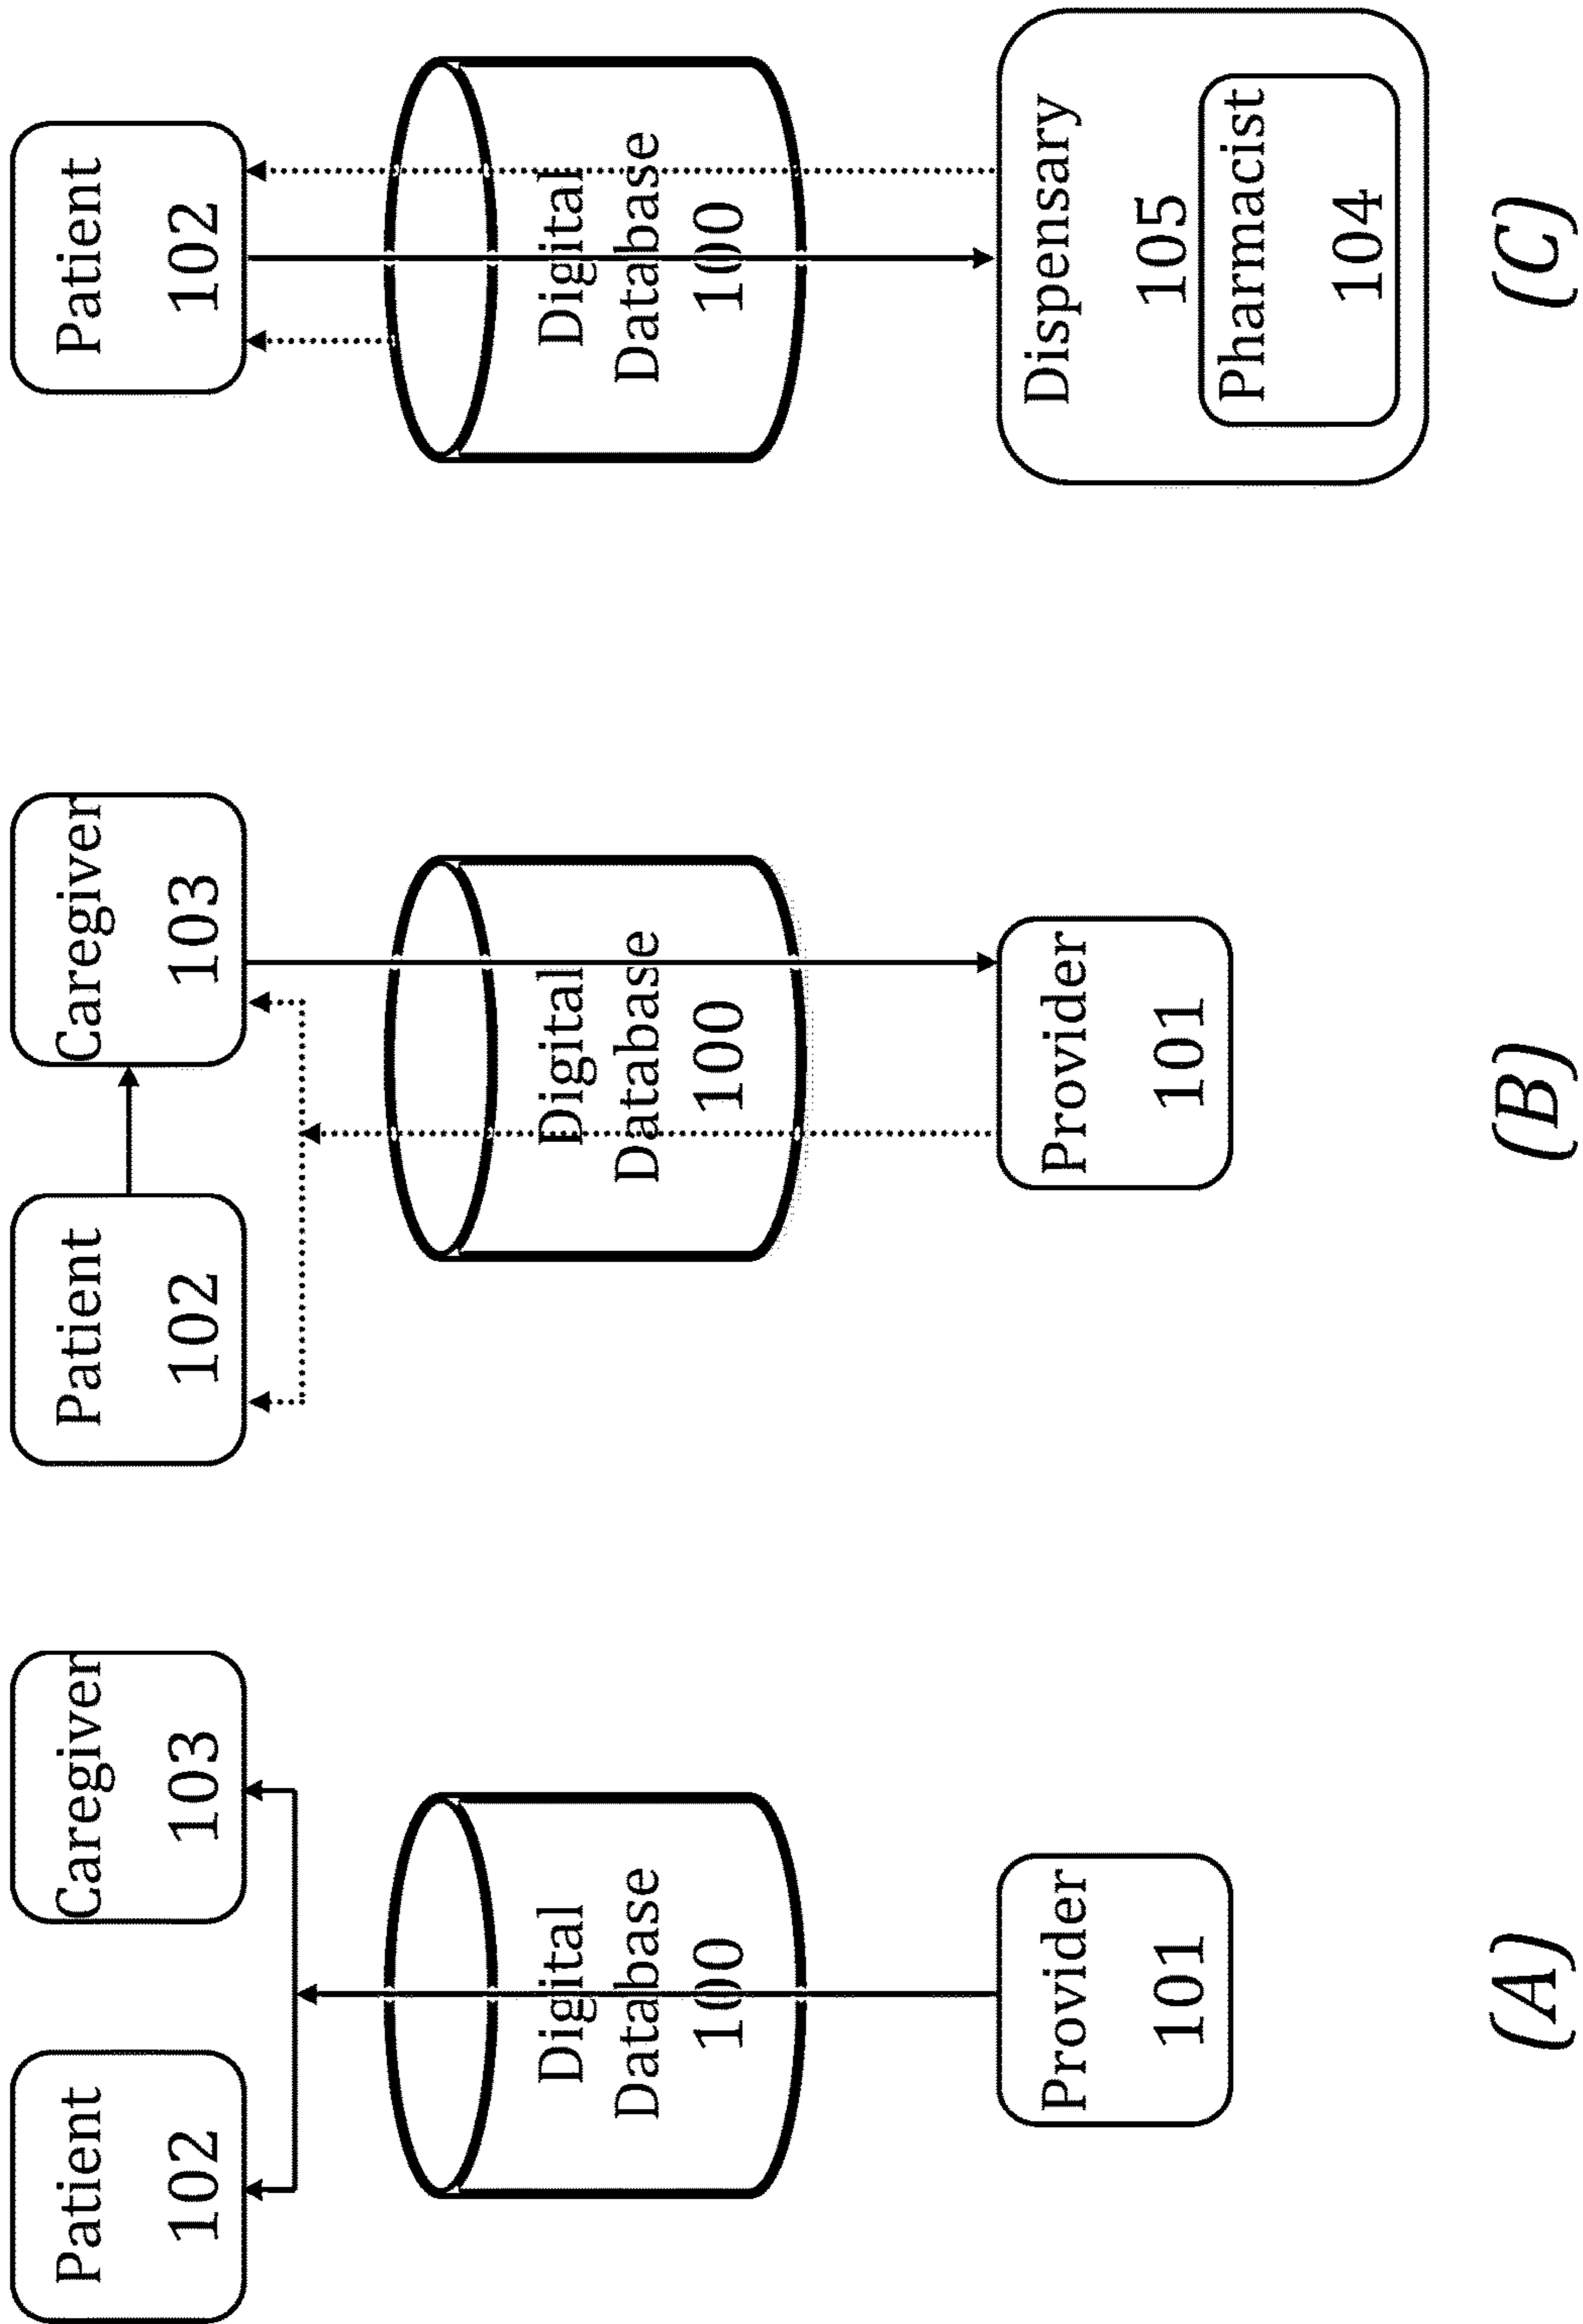 Patient
102
Caregiver
103
Digital
Database
100
Provider
101
(A)
Patient
102
Caregiver
103
Digital
Database
100
Provider
101
(B)
Patient
102
Digital
Database
100
Dispensary
105
Pharmacist
104
(C)